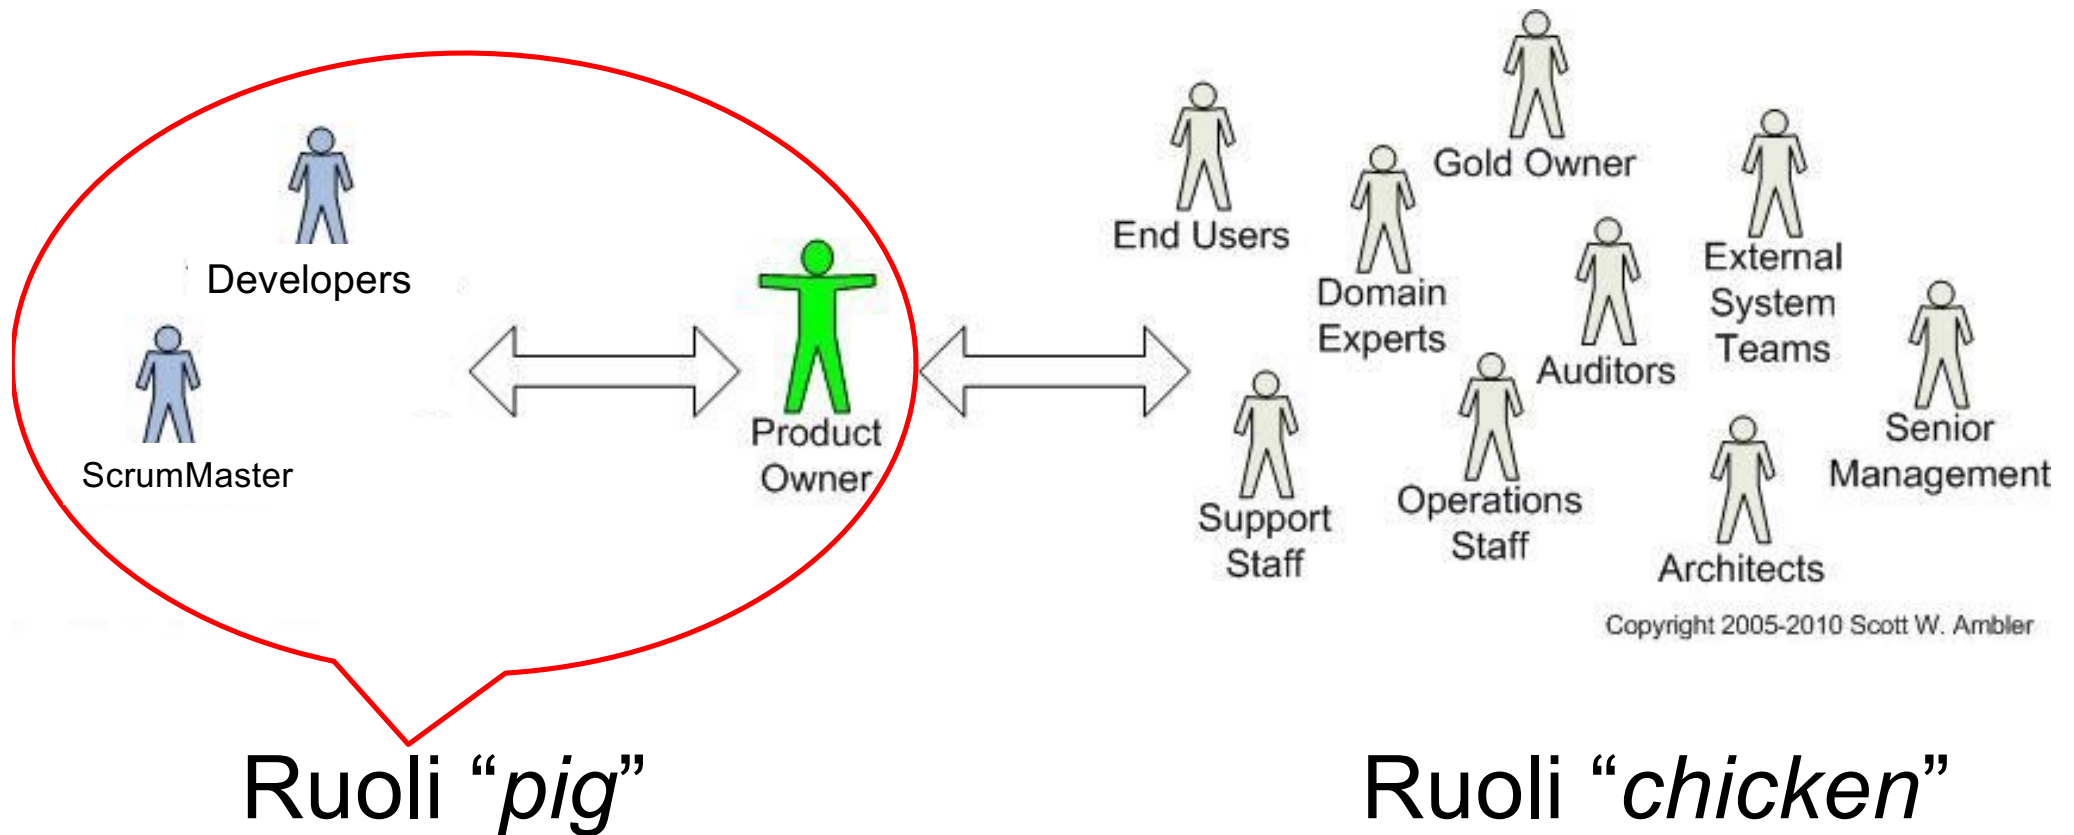 Developers
ScrumMaster
Product
Owner
End Users
Gold Owner
Domain
Experts
External
System
Teams
Auditors
Senior
Management
Support
Staff
Operations
Staff
Architects
Copyright 2005-2010 Scott W. Ambler
Ruoli “pig”
Ruoli “chicken”